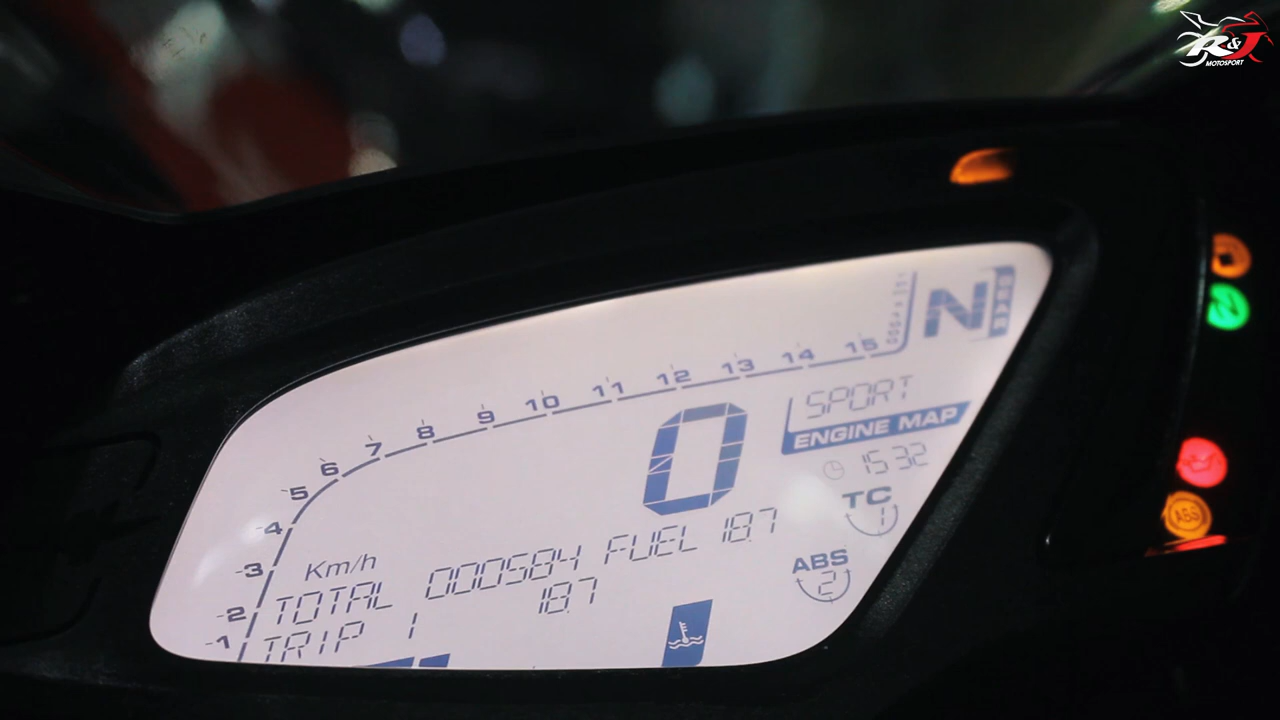 R&J
MOTOSPORT
N
15
14
13
12
11
10
9
8
7
6
5
4
3
2
1
0
SPORT
ENGINE MAP
15 32
TC
1
ABS
2
Km/h
TOTAL 000584 FUEL 18.7
TRIP 1 18.7
ABS